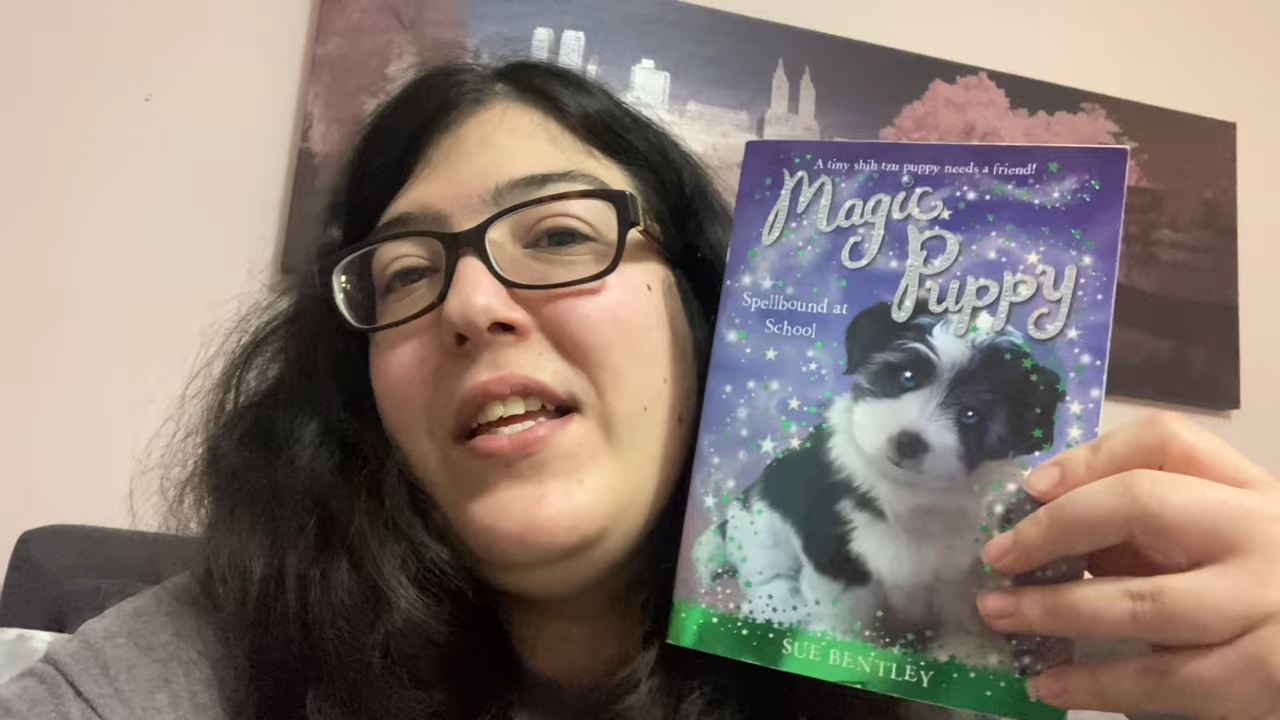 A tiny shih tzu puppy needs a friend!
Magic
Puppy
Spellbound at
School
SUE BENTLEY